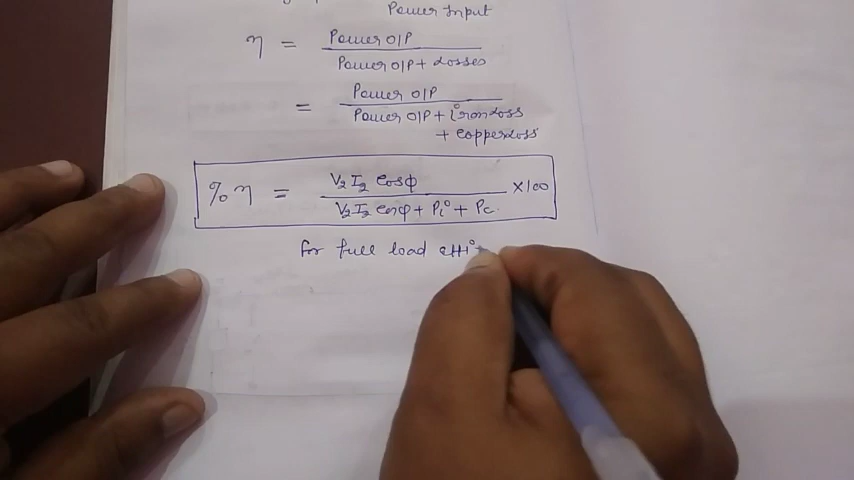 Power Input
η = Power O/P / Power O/P + Losses
= Power O/P / Power O/P + iron loss
+ copper loss
% η = V₂ I₂ cosφ / V₂ I₂ cosφ + Pi + Pc × 100
for full load effi